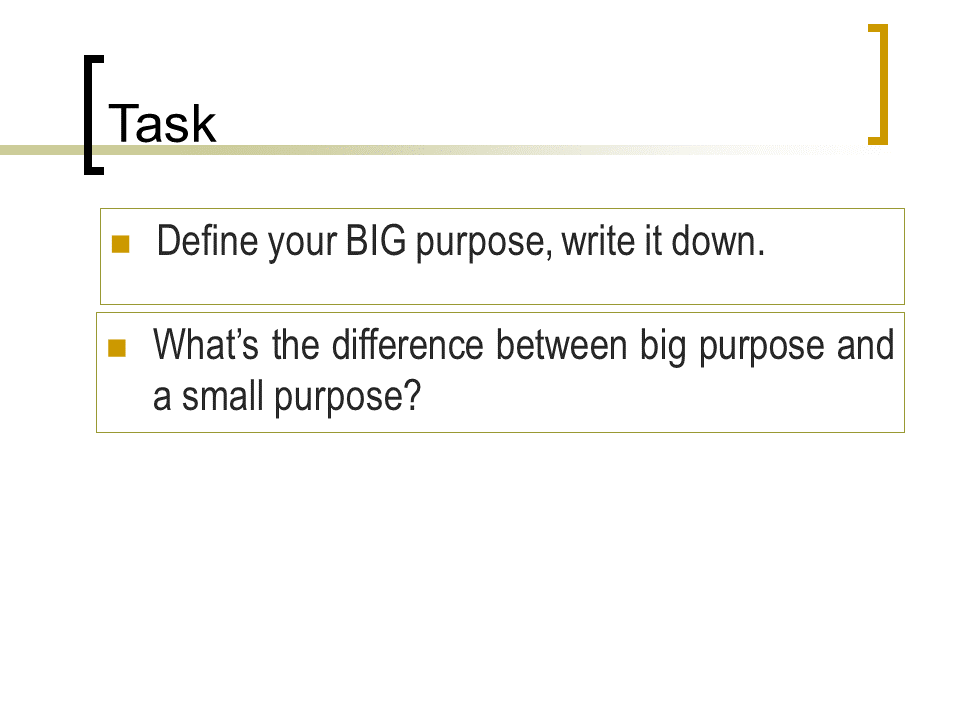 Task
Define your BIG purpose, write it down.
What’s the difference between big purpose and
a small purpose?